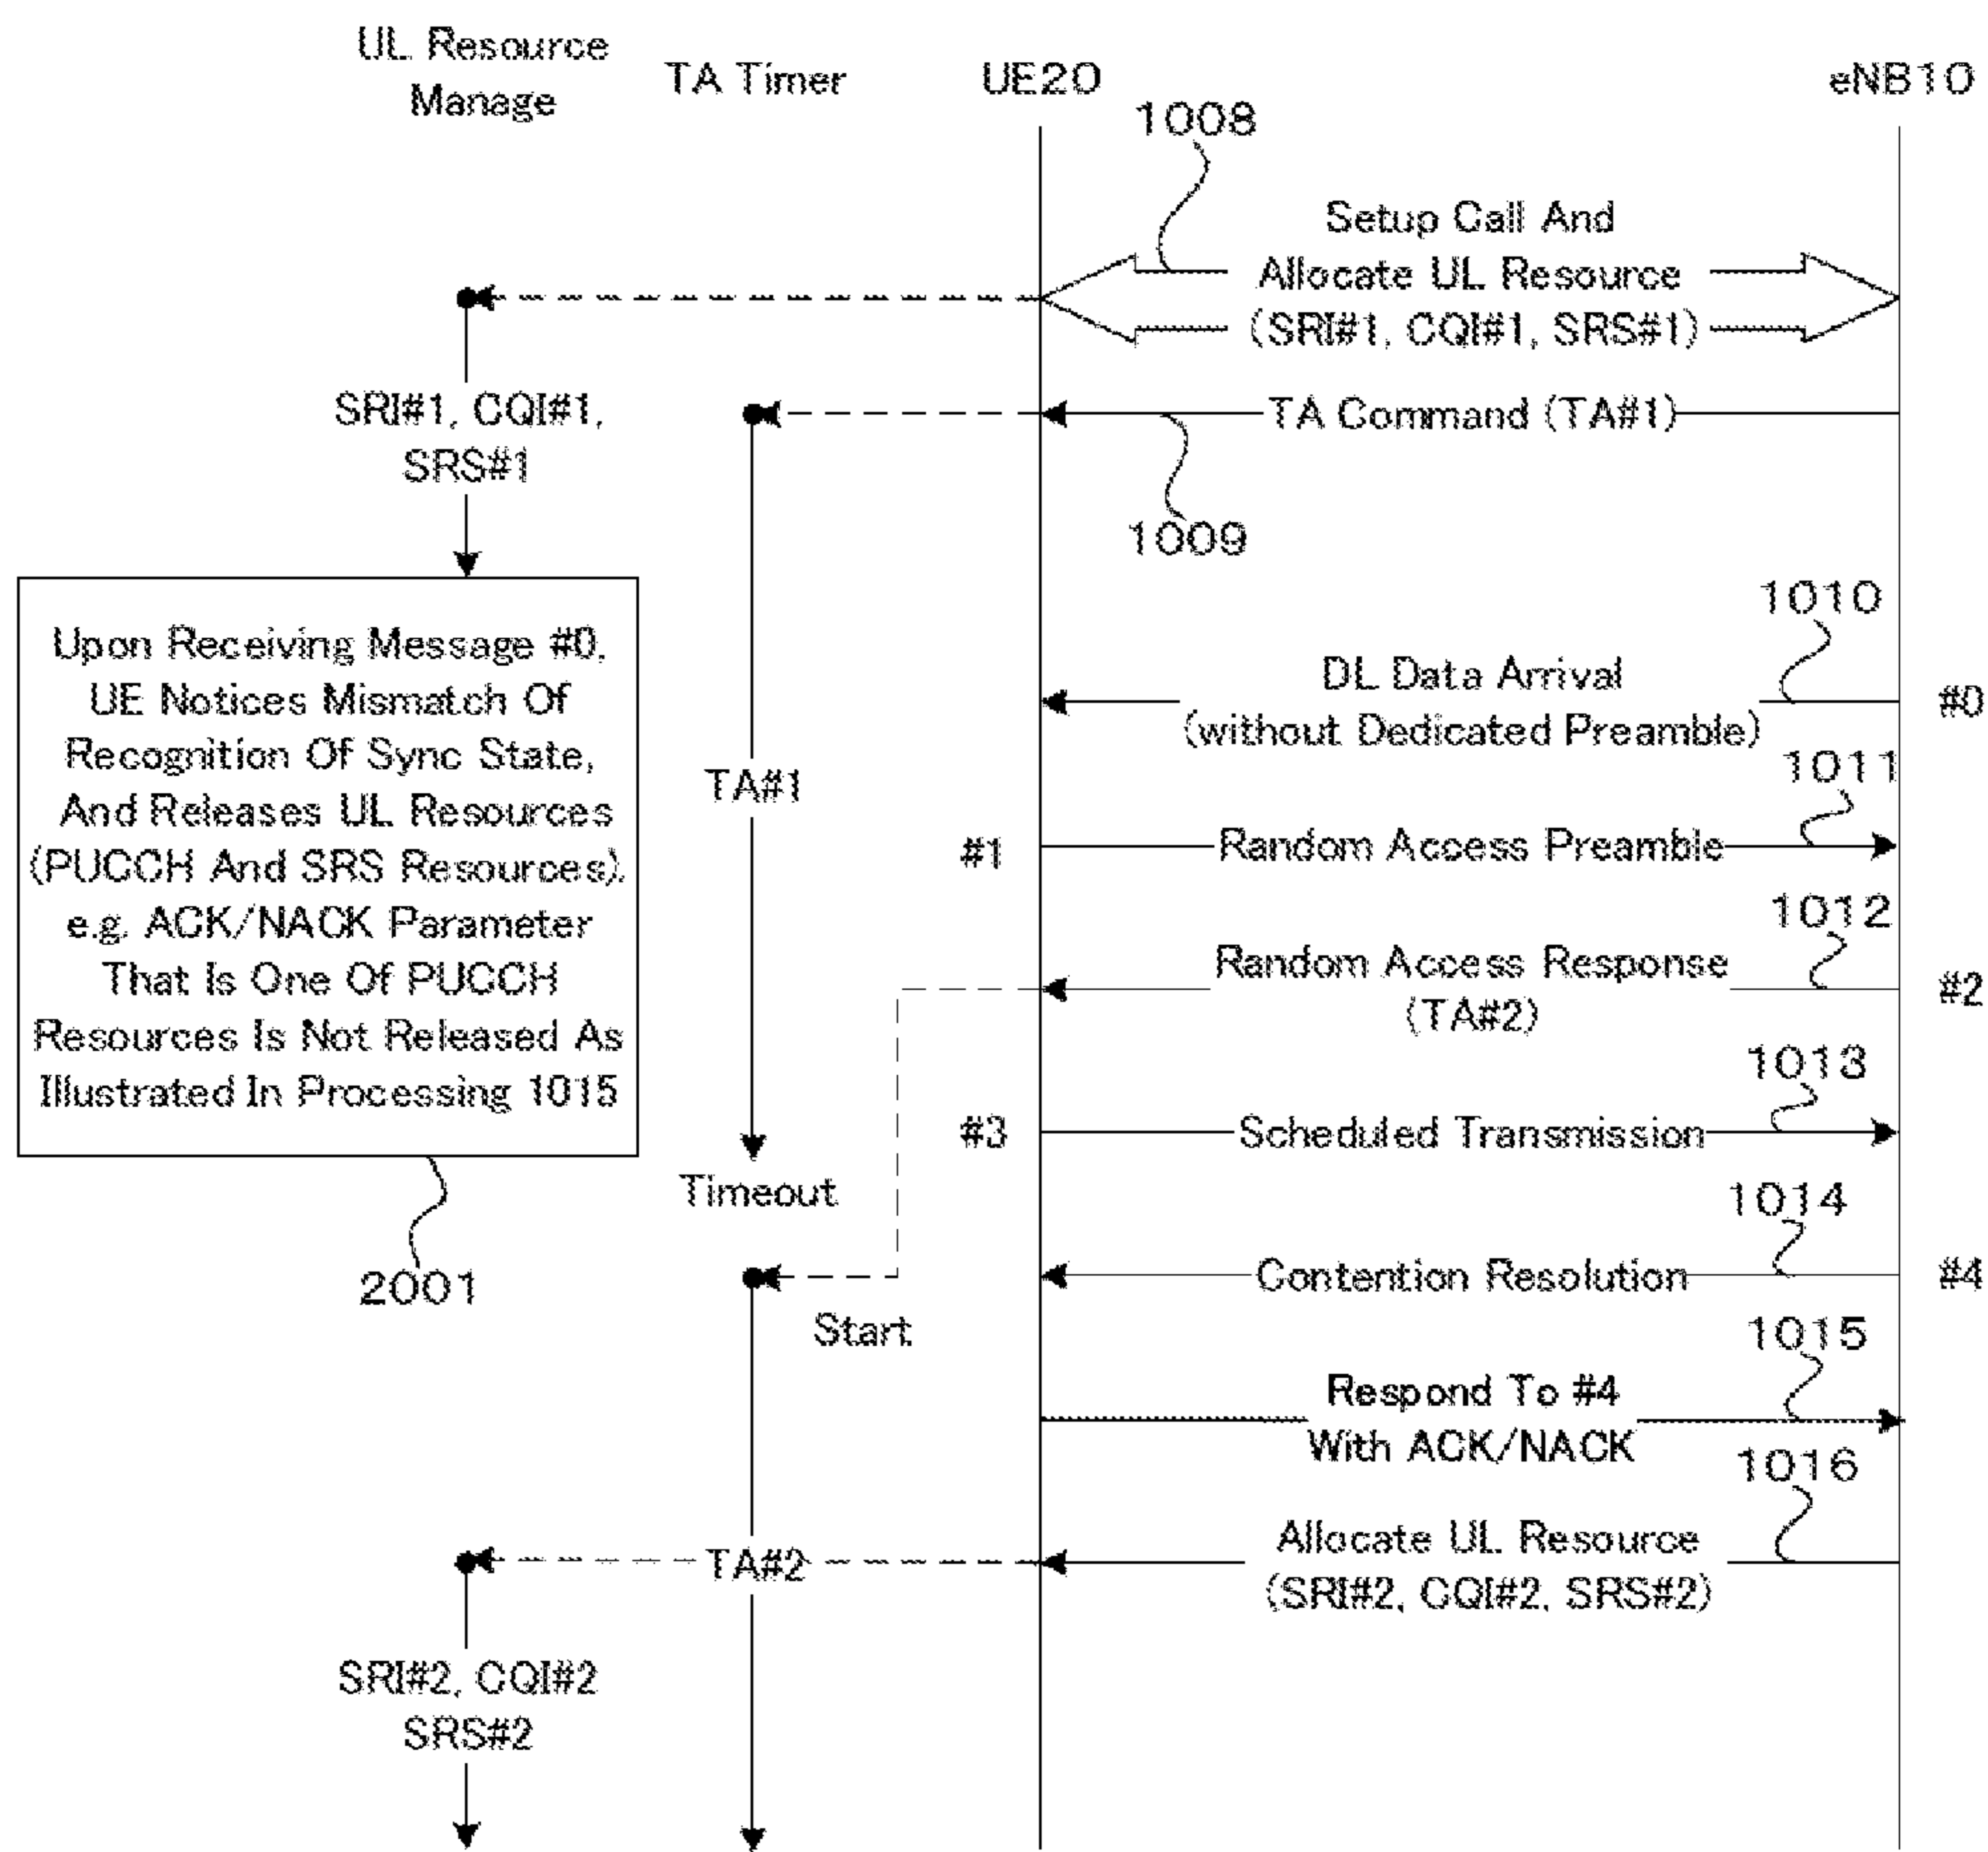 UL Resource
Manage
TA Timer
UE20
eNB10
1008
Setup Call And
Allocate UL Resource
(SRI#1, CQI#1, SRS#1)
SRI#1, CQI#1,
SRS#1
TA Command (TA#1)
1009
1010
DL Data Arrival
(without Dedicated Preamble)
#0
Upon Receiving Message #0,
UE Notices Mismatch Of
Recognition Of Sync State,
And Releases UL Resources
(PUCCH And SRS Resources).
e.g. ACK/NACK Parameter
That Is One Of PUCCH
Resources Is Not Released As
Illustrated In Processing 1015
2001
TA#1
1011
#1
Random Access Preamble
1012
Random Access Response
(TA#2)
#2
1013
#3
Scheduled Transmission
Timeout
1014
Contention Resolution
#4
Start
1015
Respond To #4
With ACK/NACK
1016
TA#2
Allocate UL Resource
(SRI#2, CQI#2, SRS#2)
SRI#2, CQI#2
SRS#2